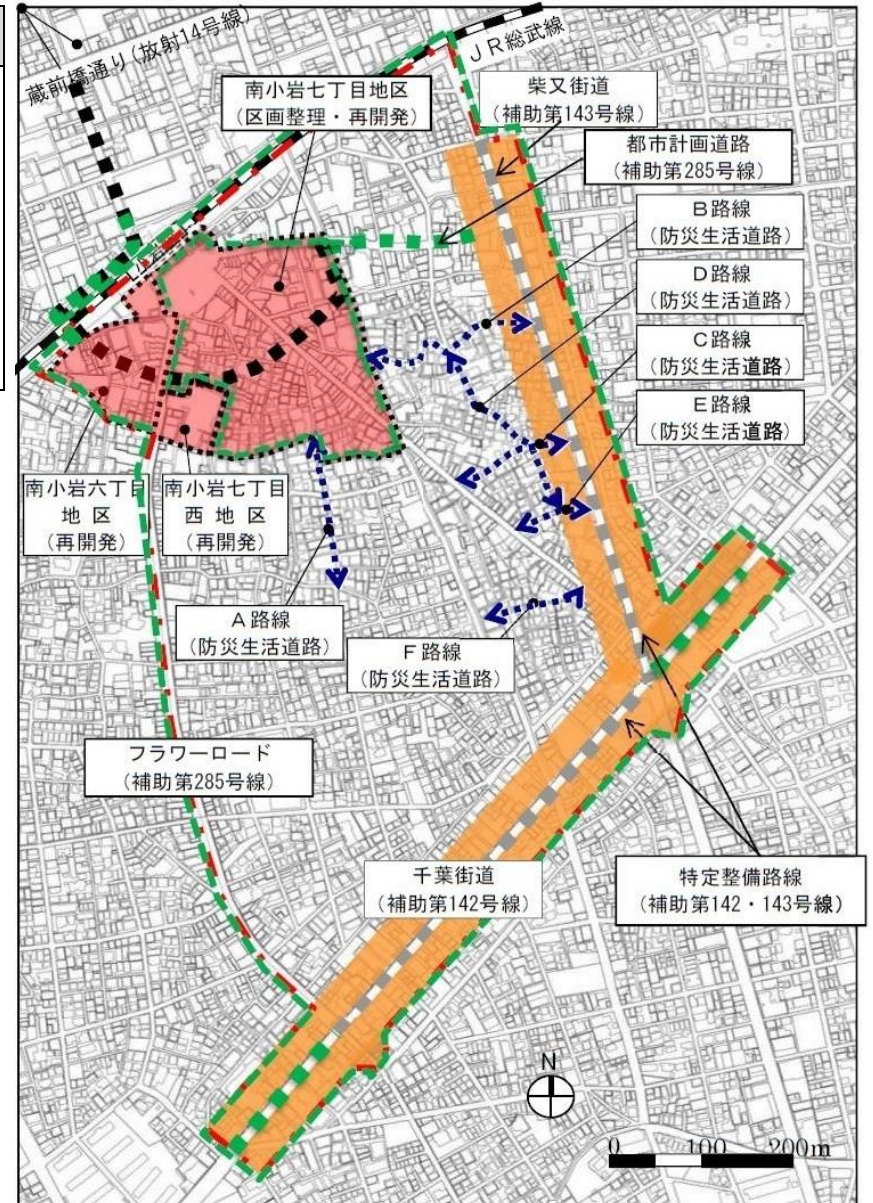 蔵前橋通り(放射14号線)
JR総武線
南小岩七丁目地区
(区画整理・再開発)
柴又街道
(補助第143号線)
都市計画道路
(補助第285号線)
B路線
(防災生活道路)
D路線
(防災生活道路)
C路線
(防災生活道路)
E路線
(防災生活道路)
南小岩六丁目
地区
(再開発)
南小岩七丁目
西地区
(再開発)
A路線
(防災生活道路)
F路線
(防災生活道路)
フラワーロード
(補助第285号線)
千葉街道
(補助第142号線)
特定整備路線
(補助第142・143号線)
N
0 100 200m